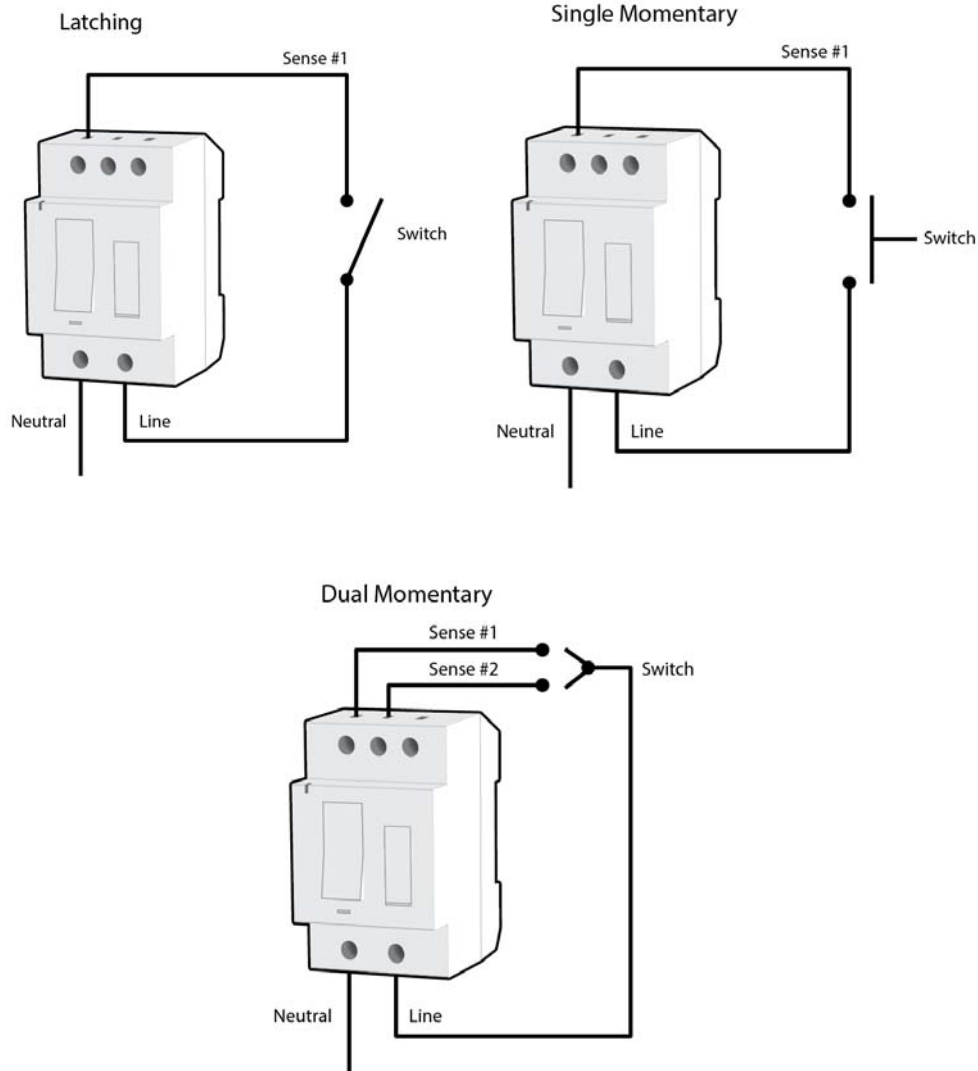 Latching
Sense #1
Switch
Neutral
Line
Single Momentary
Sense #1
Switch
Neutral
Line
Dual Momentary
Sense #1
Sense #2
Switch
Neutral
Line